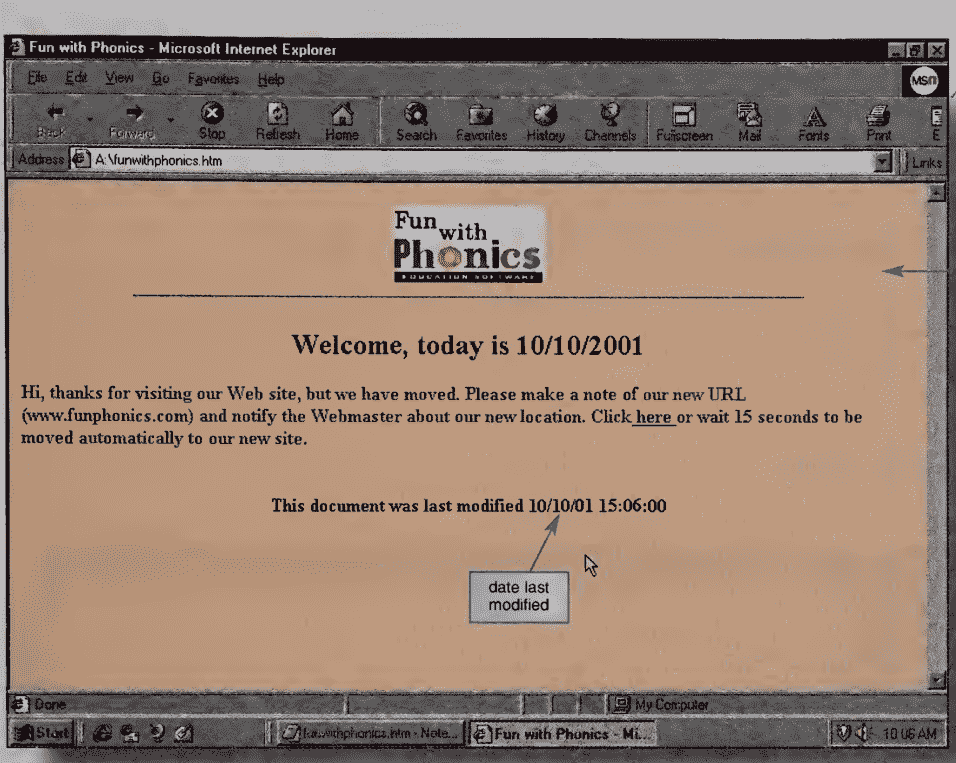 Fun with Phonics - Microsoft Internet Explorer
File Edit View Go Favorites Help
MSN
Back Forward Stop Refresh Home Search Favorites History Channels Fullscreen Mail Fonts Print E
Address A:\funwithphonics.htm Links
Fun with
Phonics
EDUCATION SOFTWARE
Welcome, today is 10/10/2001
Hi, thanks for visiting our Web site, but we have moved. Please make a note of our new URL
(www.funphonics.com) and notify the Webmaster about our new location. Click here or wait 15 seconds to be
moved automatically to our new site.
This document was last modified 10/10/01 15:06:00
date last
modified
Done My Computer
Start funwithphonics.htm - Note... Fun with Phonics - Mi... 10:06 AM